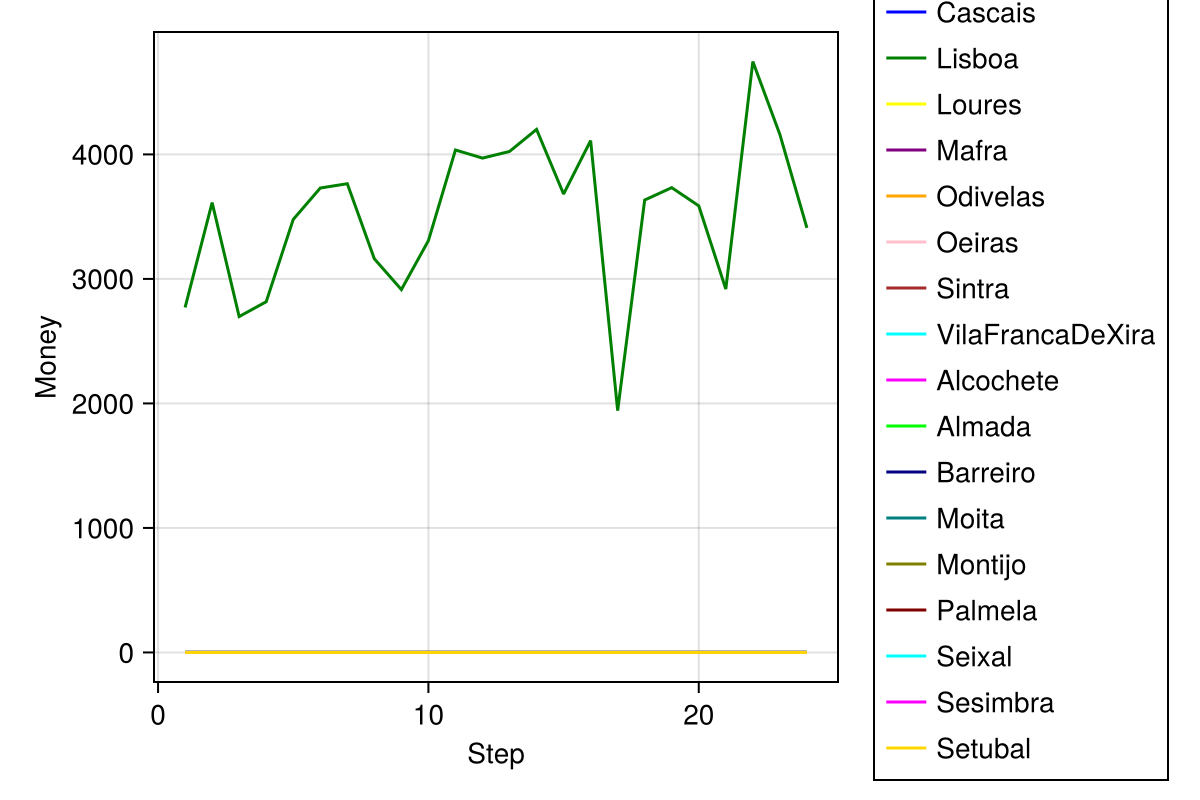 Money
4000
3000
2000
1000
0
0 10 20
Step
Cascais
Lisboa
Loures
Mafra
Odivelas
Oeiras
Sintra
VilaFrancaDeXira
Alcochete
Almada
Barreiro
Moita
Montijo
Palmela
Seixal
Sesimbra
Setubal